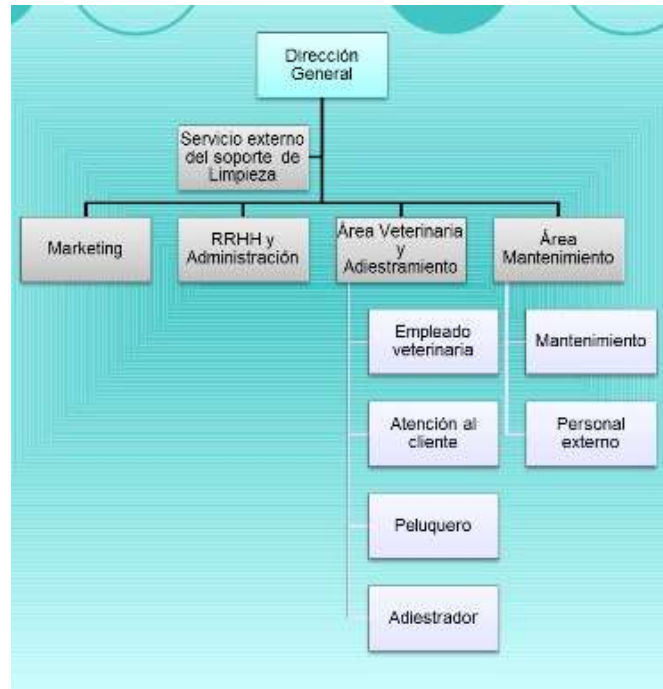 Dirección
General
Servicio externo
del soporte de
Limpieza
Marketing
RRHH y
Administración
Área Veterinaria
y
Adiestramiento
Área
Mantenimiento
Empleado
veterinaria
Mantenimiento
Atención al
cliente
Personal
externo
Peluquero
Adiestrador